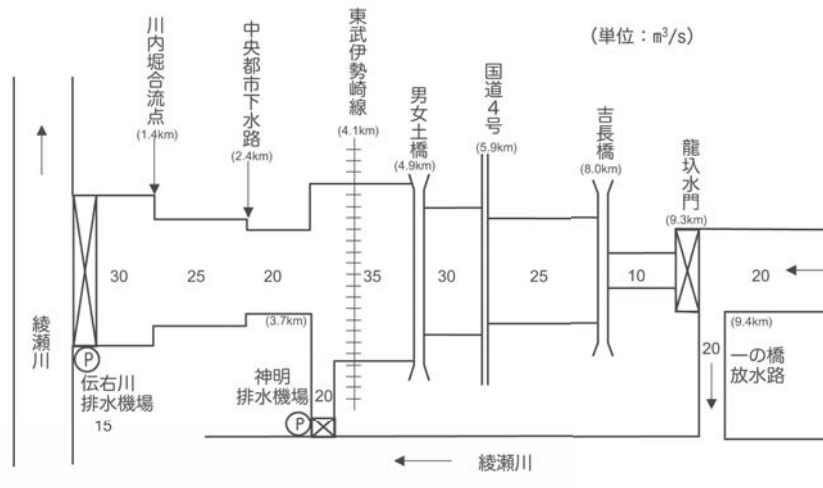 (単位：m³/s)
川内堀合流点
(1.4km)
中央都市下水路
(2.4km)
東武伊勢崎線
(4.1km)
男女土橋
(4.9km)
国道4号
(5.9km)
吉長橋
(8.0km)
龍圦水門
(9.3km)
30
25
20
35
30
25
10
20
(3.7km)
(9.4km)
綾瀬川
P
伝右川
排水機場
15
神明
排水機場
P
20
20
一の橋
放水路
綾瀬川